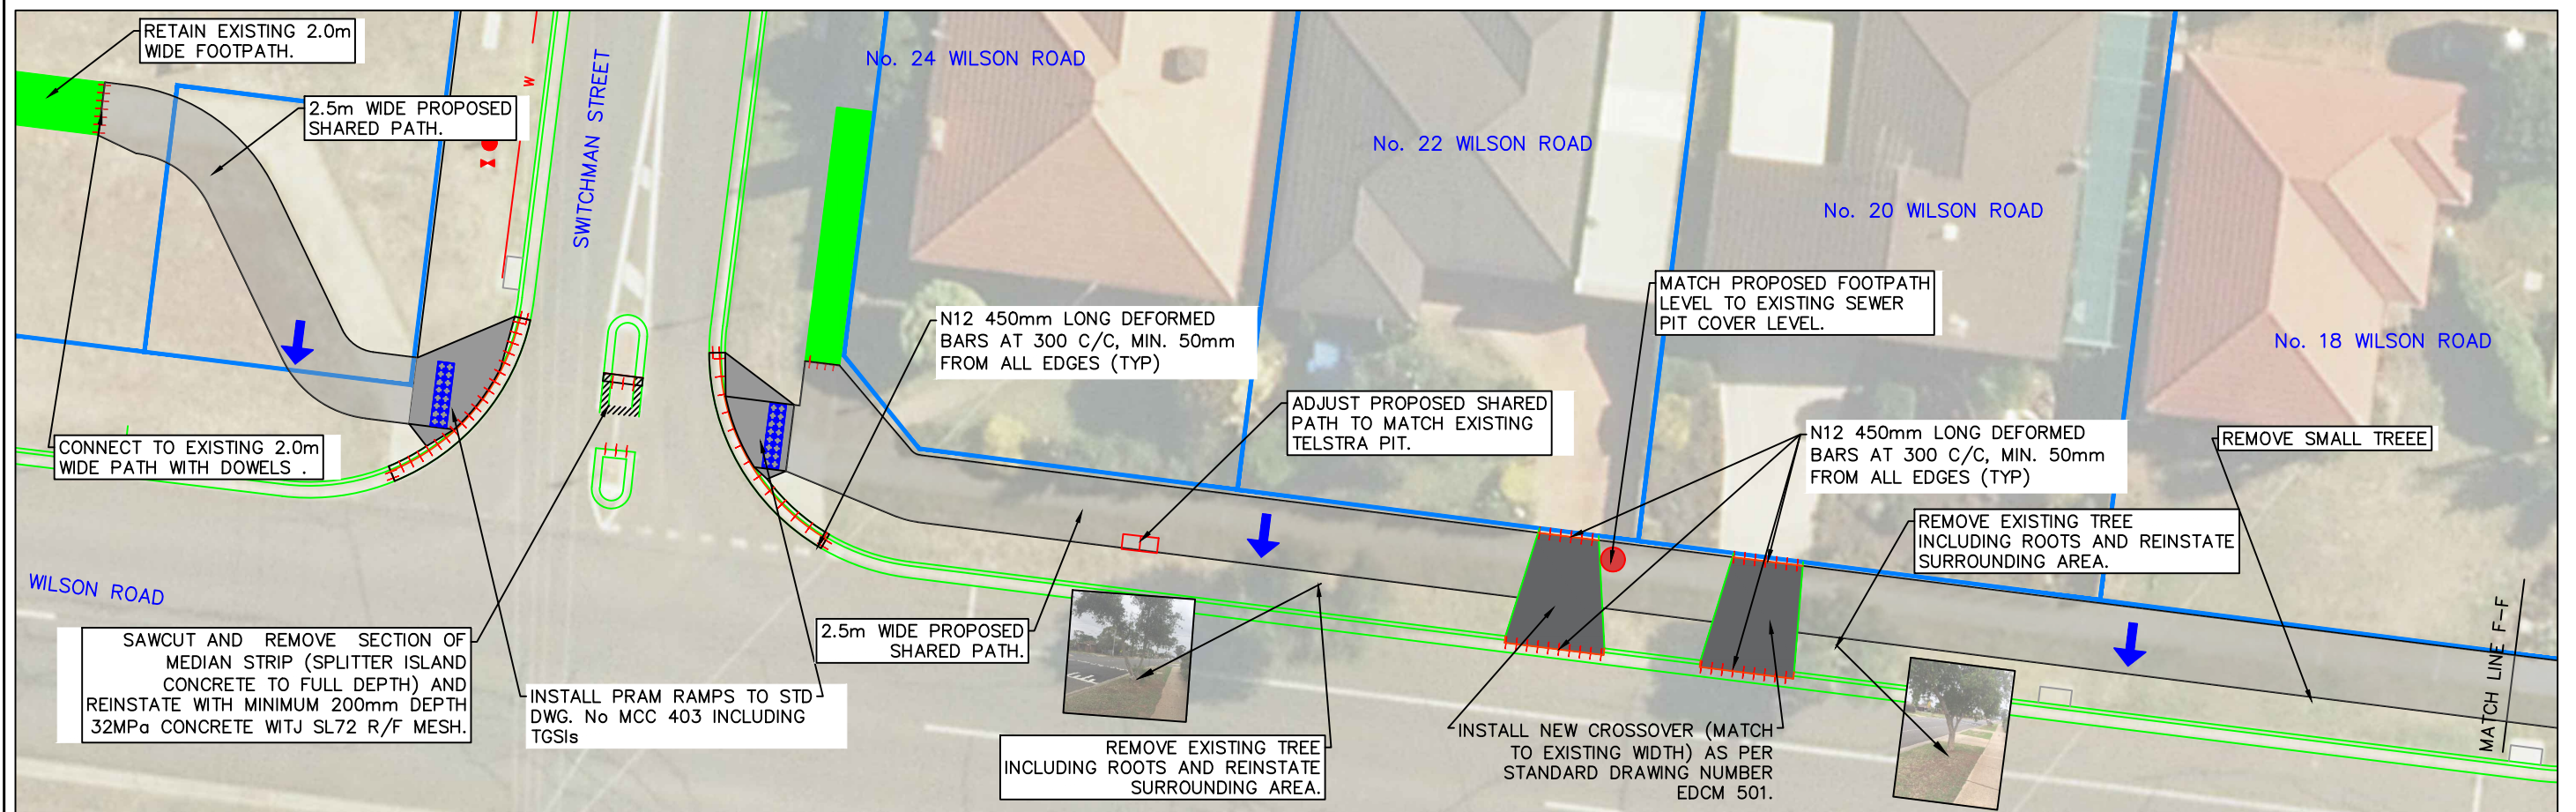 RETAIN EXISTING 2.0m
WIDE FOOTPATH.
2.5m WIDE PROPOSED
SHARED PATH.
W
SWITCHMAN STREET
No. 24 WILSON ROAD
No. 22 WILSON ROAD
No. 20 WILSON ROAD
No. 18 WILSON ROAD
N12 450mm LONG DEFORMED
BARS AT 300 C/C, MIN. 50mm
FROM ALL EDGES (TYP)
MATCH PROPOSED FOOTPATH
LEVEL TO EXISTING SEWER
PIT COVER LEVEL.
ADJUST PROPOSED SHARED
PATH TO MATCH EXISTING
TELSTRA PIT.
N12 450mm LONG DEFORMED
BARS AT 300 C/C, MIN. 50mm
FROM ALL EDGES (TYP)
REMOVE SMALL TREEE
CONNECT TO EXISTING 2.0m
WIDE PATH WITH DOWELS .
REMOVE EXISTING TREE
INCLUDING ROOTS AND REINSTATE
SURROUNDING AREA.
WILSON ROAD
SAWCUT AND REMOVE SECTION OF
MEDIAN STRIP (SPLITTER ISLAND
CONCRETE TO FULL DEPTH) AND
REINSTATE WITH MINIMUM 200mm DEPTH
32MPa CONCRETE WITJ SL72 R/F MESH.
INSTALL PRAM RAMPS TO STD
DWG. No MCC 403 INCLUDING
TGSIs
2.5m WIDE PROPOSED
SHARED PATH.
REMOVE EXISTING TREE
INCLUDING ROOTS AND REINSTATE
SURROUNDING AREA.
INSTALL NEW CROSSOVER (MATCH
TO EXISTING WIDTH) AS PER
STANDARD DRAWING NUMBER
EDCM 501.
MATCH LINE F-F